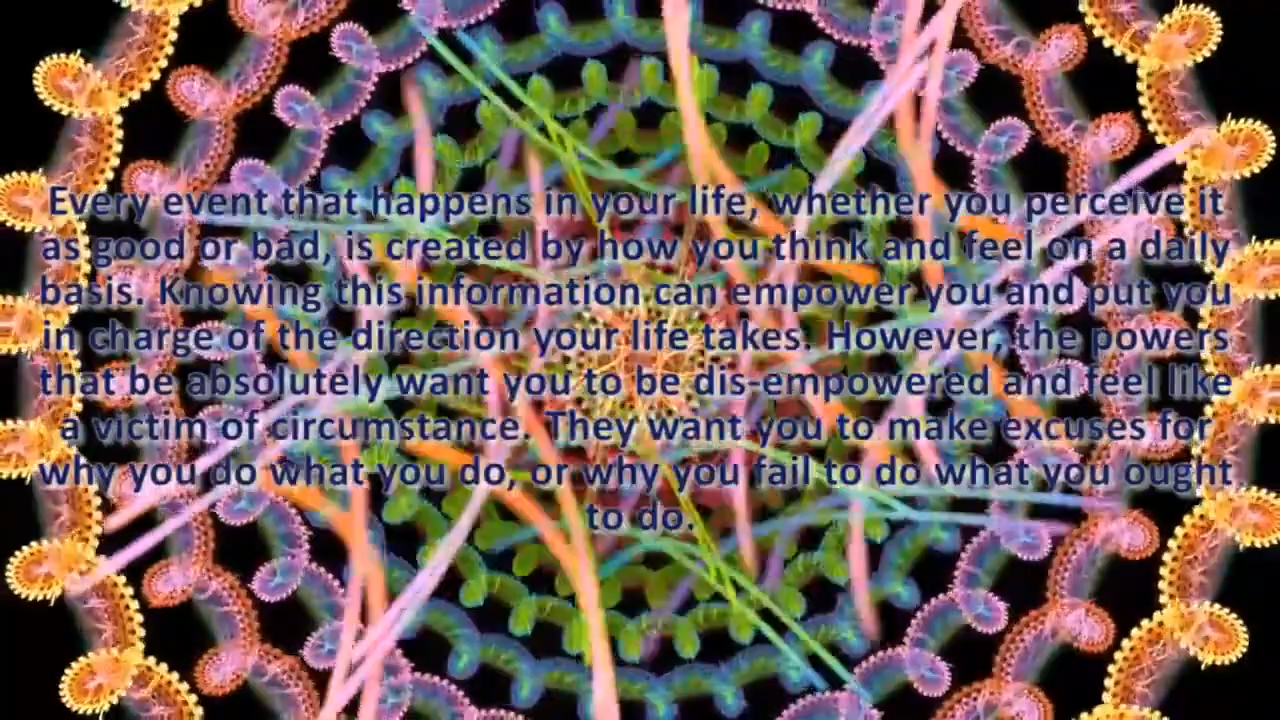 Every event that happens in your life, whether you perceive it
as good or bad, is created by how you think and feel on a daily
basis. Knowing this information can empower you and put you
in charge of the direction your life takes. However, the powers
that be absolutely want you to be dis-empowered and feel like
a victim of circumstance. They want you to make excuses for
why you do what you do, or why you fail to do what you ought
to do.